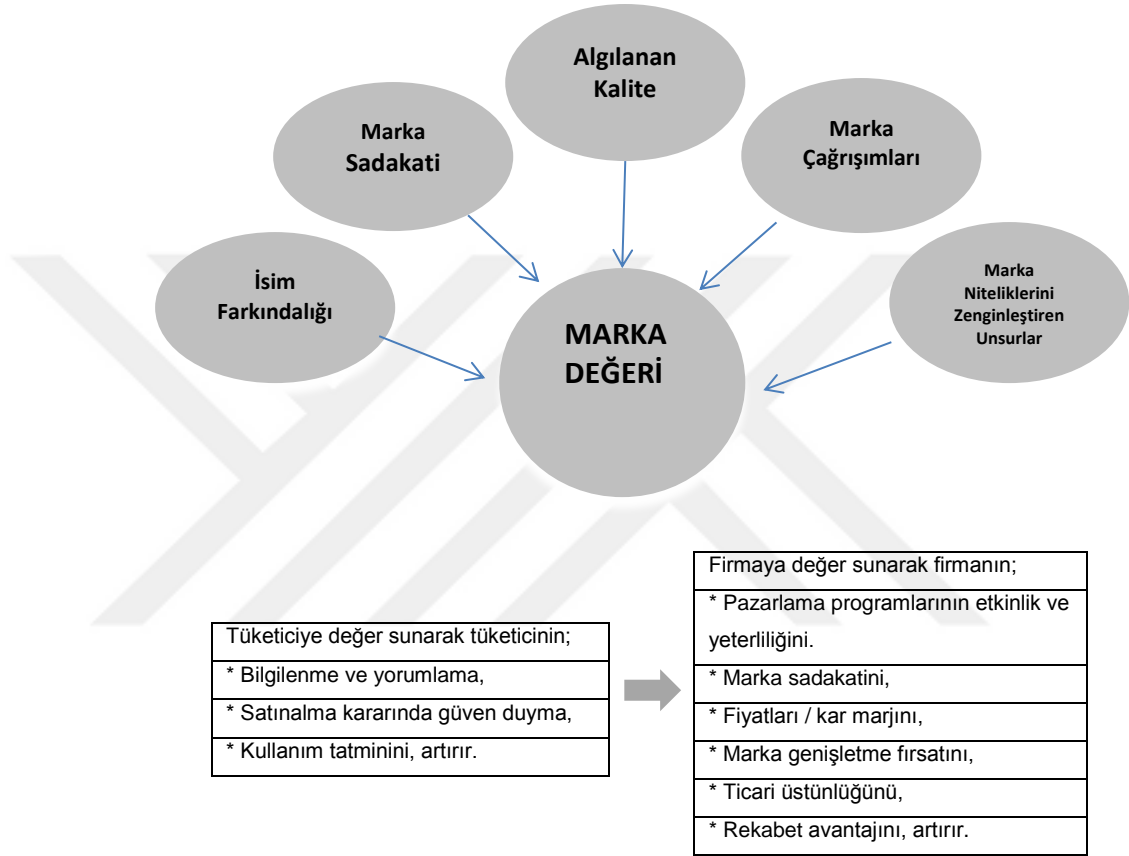 Algılanan
Kalite
Marka
Sadakati
Marka
Çağrışımları
İsim
Farkındalığı
Marka
Niteliklerini
Zenginleştiren
Unsurlar
MARKA
DEĞERİ
Tüketiciye değer sunarak tüketicinin;
* Bilgilenme ve yorumlama,
* Satınalma kararında güven duyma,
* Kullanım tatminini, artırır.
Firmaya değer sunarak firmanın;
* Pazarlama programlarının etkinlik ve
yeterliliğini.
* Marka sadakatini,
* Fiyatları / kar marjını,
* Marka genişletme fırsatını,
* Ticari üstünlüğünü,
* Rekabet avantajını, artırır.